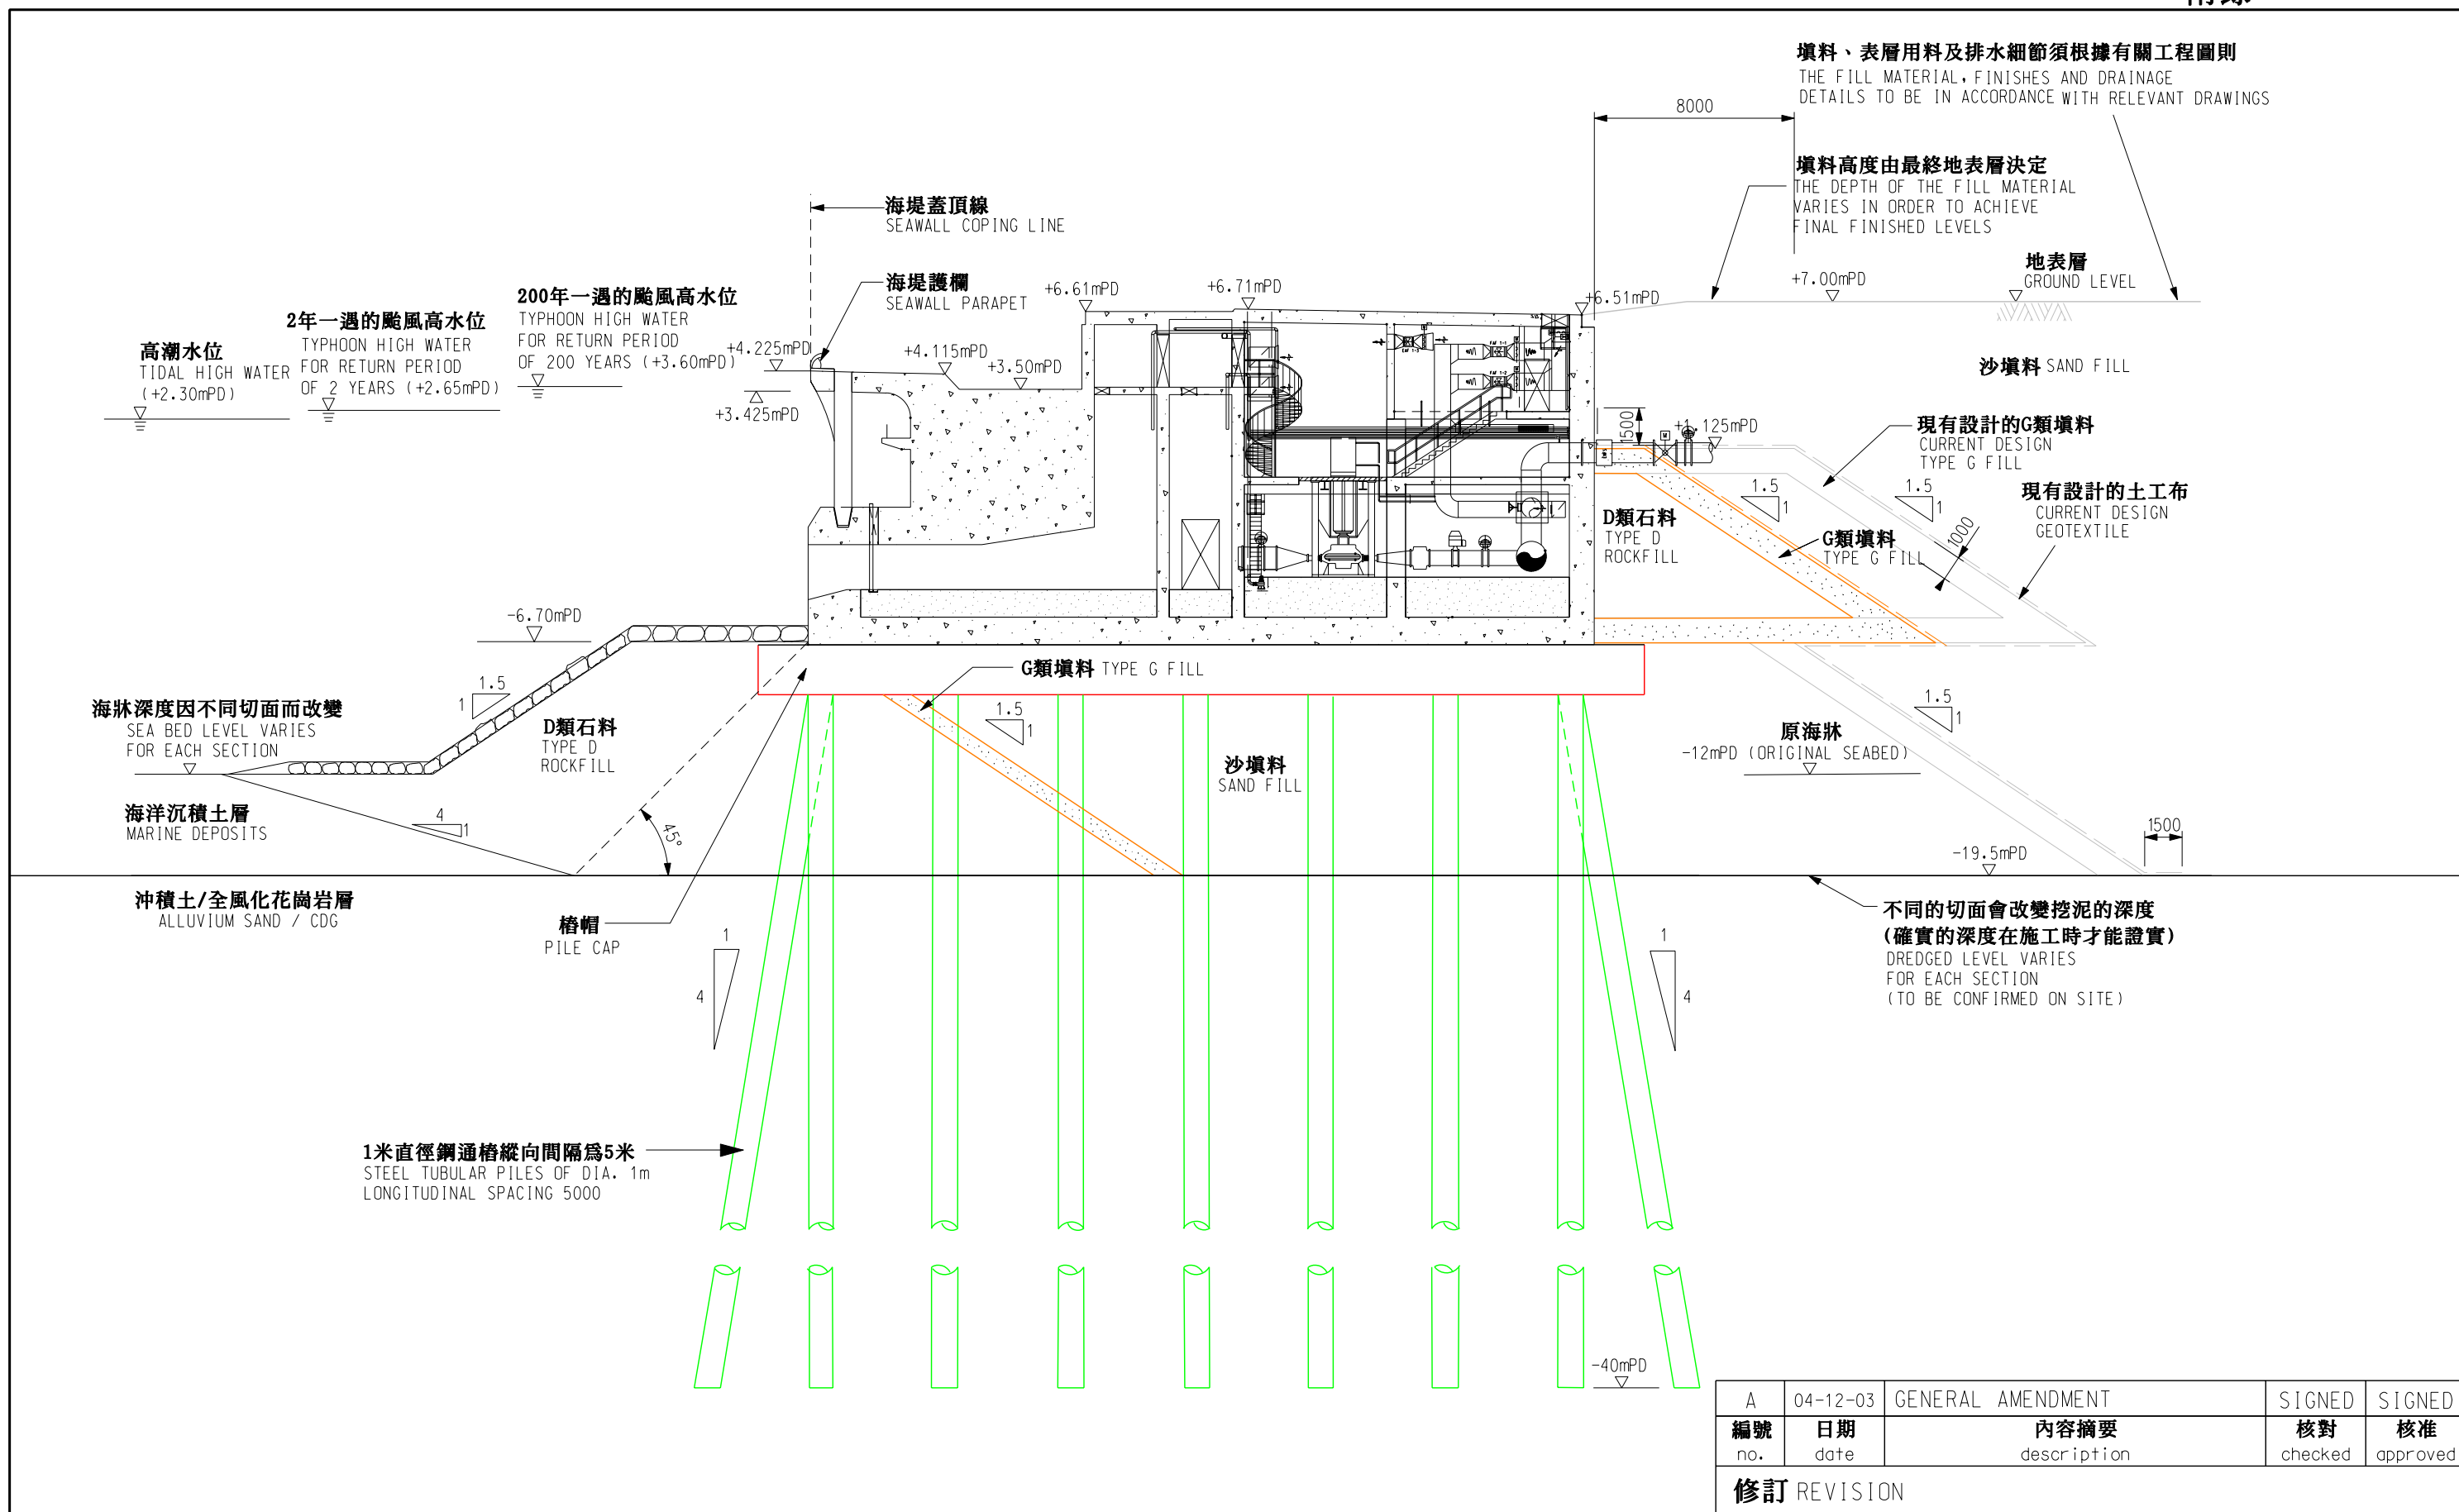 填料、表層用料及排水細節須根據有關工程圖則
THE FILL MATERIAL, FINISHES AND DRAINAGE
DETAILS TO BE IN ACCORDANCE WITH RELEVANT DRAWINGS
8000
填料高度由最終地表層決定
THE DEPTH OF THE FILL MATERIAL
VARIES IN ORDER TO ACHIEVE
FINAL FINISHED LEVELS
海堤蓋頂線
SEAWALL COPING LINE
地表層
GROUND LEVEL
+7.00mPD
海堤護欄
SEAWALL PARAPET
+6.61mPD
+6.71mPD
+6.51mPD
200年一遇的颱風高水位
TYPHOON HIGH WATER
FOR RETURN PERIOD
OF 200 YEARS (+3.60mPD)
2年一遇的颱風高水位
TYPHOON HIGH WATER
FOR RETURN PERIOD
OF 2 YEARS (+2.65mPD)
高潮水位
TIDAL HIGH WATER
(+2.30mPD)
+4.225mPD
+4.115mPD
+3.50mPD
+3.425mPD
沙填料 SAND FILL
1500
現有設計的G類填料
CURRENT DESIGN
TYPE G FILL
1.5
1
1.5
1
現有設計的土工布
CURRENT DESIGN
GEOTEXTILE
D類石料
TYPE D
ROCKFILL
G類填料
TYPE G FILL
1000
-6.70mPD
G類填料 TYPE G FILL
1.5
1
海牀深度因不同切面而改變
SEA BED LEVEL VARIES
FOR EACH SECTION
D類石料
TYPE D
ROCKFILL
1.5
1
沙填料
SAND FILL
1.5
1
原海牀
-12mPD (ORIGINAL SEABED)
海洋沉積土層
MARINE DEPOSITS
4
1
45°
1500
-19.5mPD
沖積土/全風化花崗岩層
ALLUVIUM SAND / CDG
樁帽
PILE CAP
不同的切面會改變挖泥的深度
(確實的深度在施工時才能證實)
DREDGED LEVEL VARIES
FOR EACH SECTION
(TO BE CONFIRMED ON SITE)
1
4
1
4
1米直徑鋼通樁縱向間隔為5米
STEEL TUBULAR PILES OF DIA. 1m
LONGITUDINAL SPACING 5000
-40mPD
A 04-12-03 GENERAL AMENDMENT SIGNED SIGNED
編號 日期 內容摘要 核對 核准
no. date description checked approved
修訂 REVISION